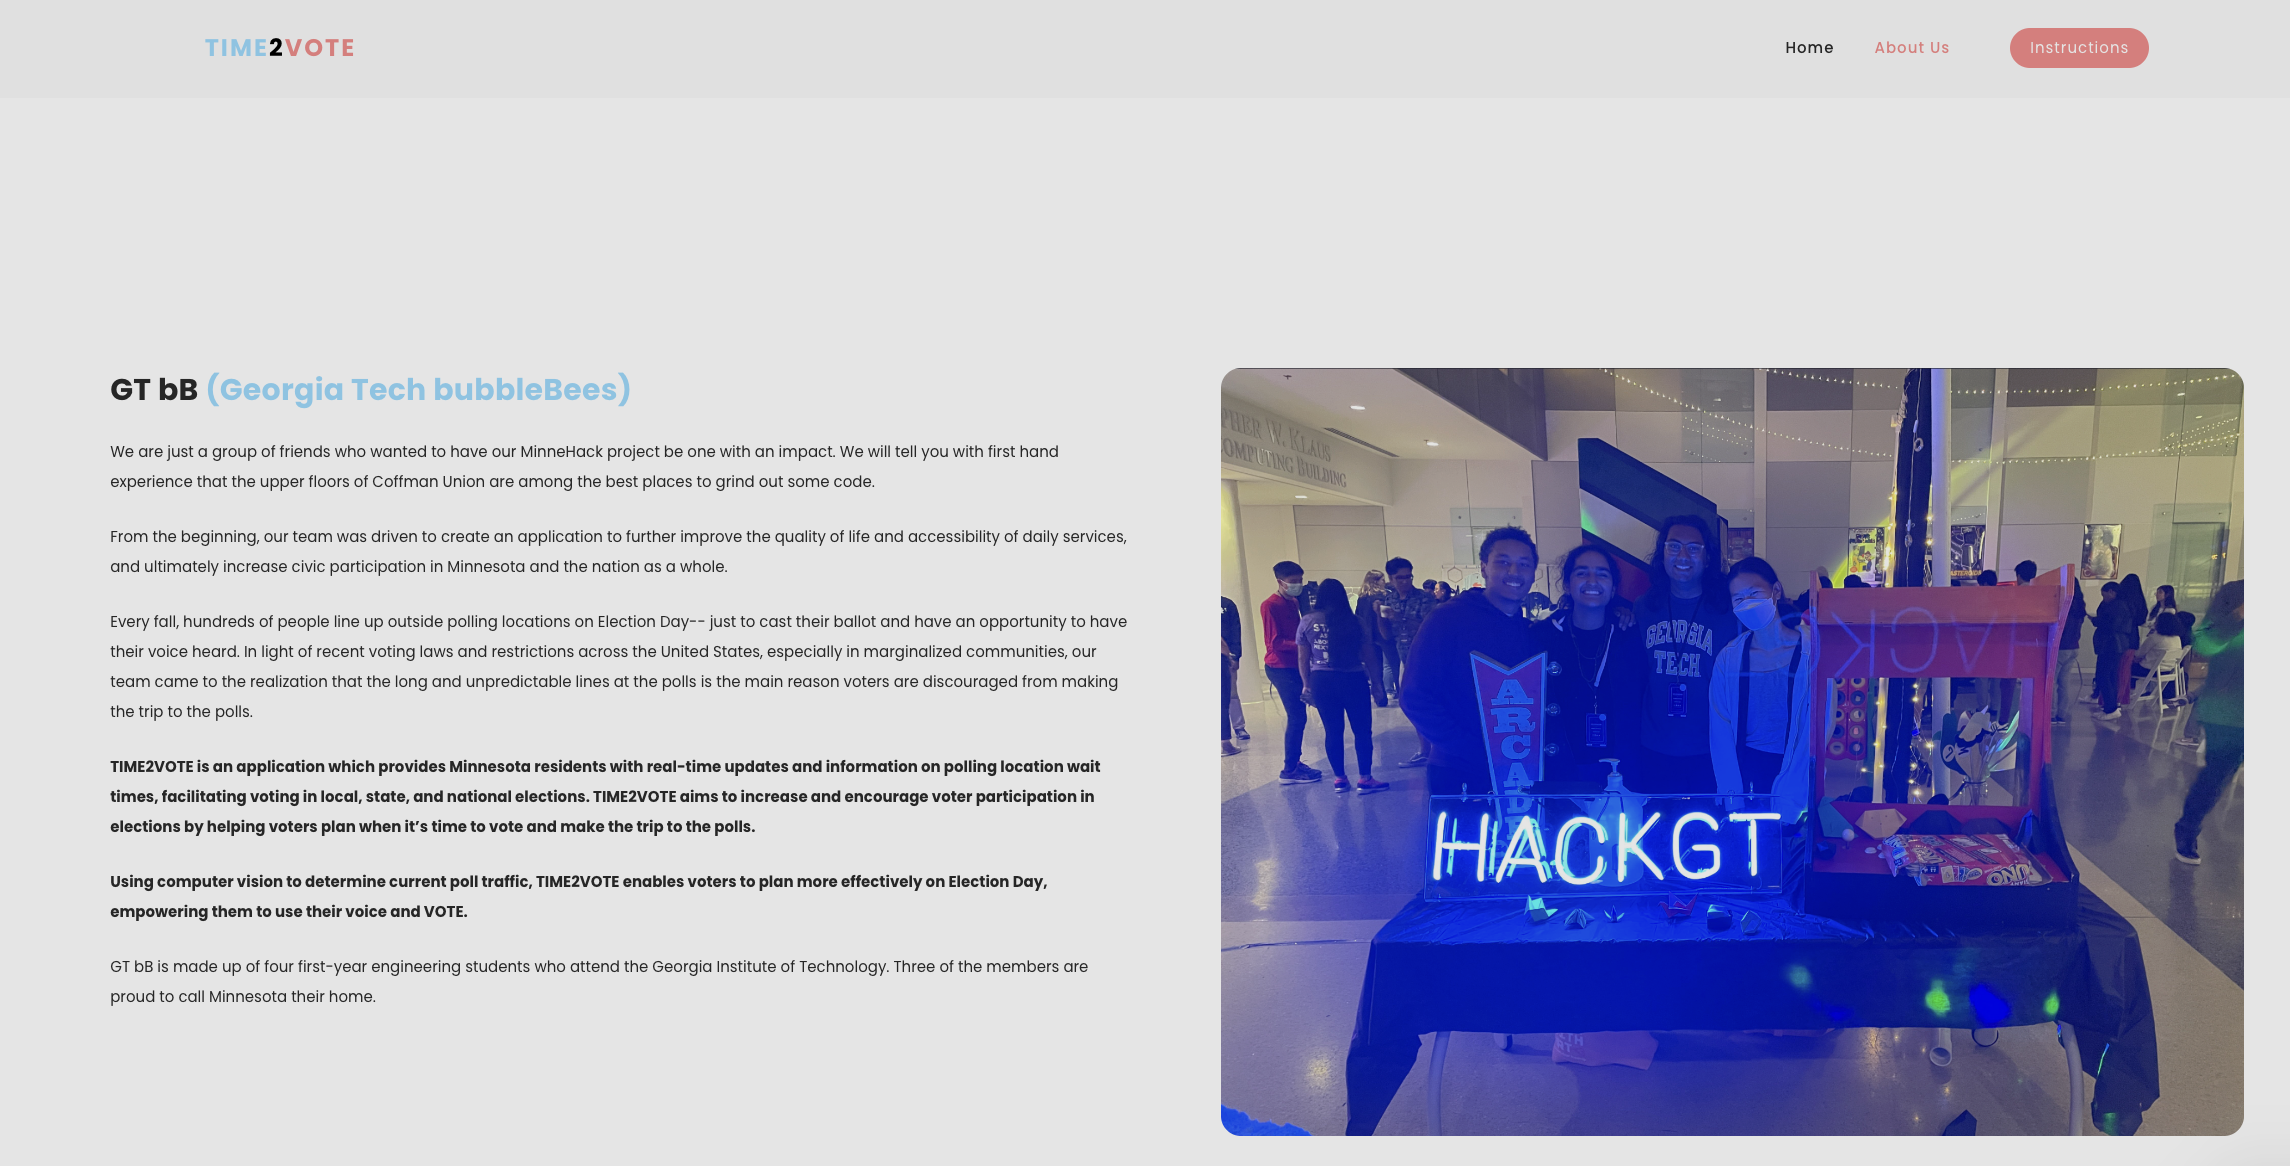 TIME2VOTE
Home
About Us
Instructions
GT bB (Georgia Tech bubbleBees)
We are just a group of friends who wanted to have our MinneHack project be one with an impact. We will tell you with first hand
experience that the upper floors of Coffman Union are among the best places to grind out some code.
From the beginning, our team was driven to create an application to further improve the quality of life and accessibility of daily services,
and ultimately increase civic participation in Minnesota and the nation as a whole.
Every fall, hundreds of people line up outside polling locations on Election Day-- just to cast their ballot and have an opportunity to have
their voice heard. In light of recent voting laws and restrictions across the United States, especially in marginalized communities, our
team came to the realization that the long and unpredictable lines at the polls is the main reason voters are discouraged from making
the trip to the polls.
TIME2VOTE is an application which provides Minnesota residents with real-time updates and information on polling location wait
times, facilitating voting in local, state, and national elections. TIME2VOTE aims to increase and encourage voter participation in
elections by helping voters plan when it’s time to vote and make the trip to the polls.
Using computer vision to determine current poll traffic, TIME2VOTE enables voters to plan more effectively on Election Day,
empowering them to use their voice and VOTE.
GT bB is made up of four first-year engineering students who attend the Georgia Institute of Technology. Three of the members are
proud to call Minnesota their home.
PHER W. KLAUS
COMPUTING BUILDING
GEORGIA
TECH
ARCADE
HACK
HACKGT